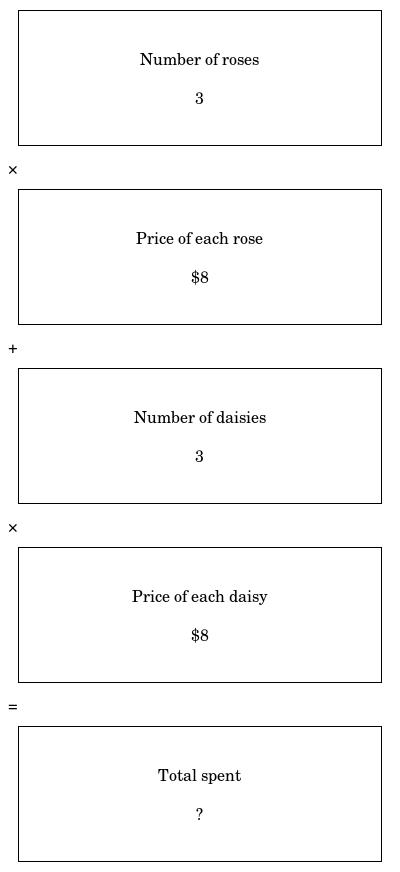 Number of roses
3
×
Price of each rose
$8
+
Number of daisies
3
×
Price of each daisy
$8
=
Total spent
?